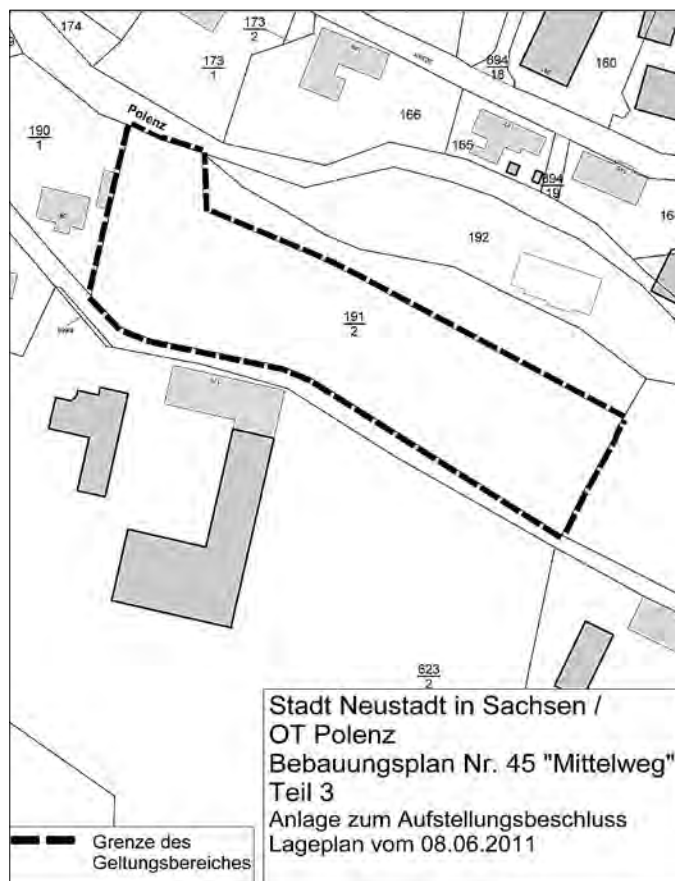 174
173
2
173
1
694
18
160
190
1
Polenz
166
165
694
19
192
191
2
623
2
Stadt Neustadt in Sachsen /
OT Polenz
Bebauungsplan Nr. 45 "Mittelweg"
Teil 3
Anlage zum Aufstellungsbeschluss
Lageplan vom 08.06.2011
Grenze des
Geltungsbereiches